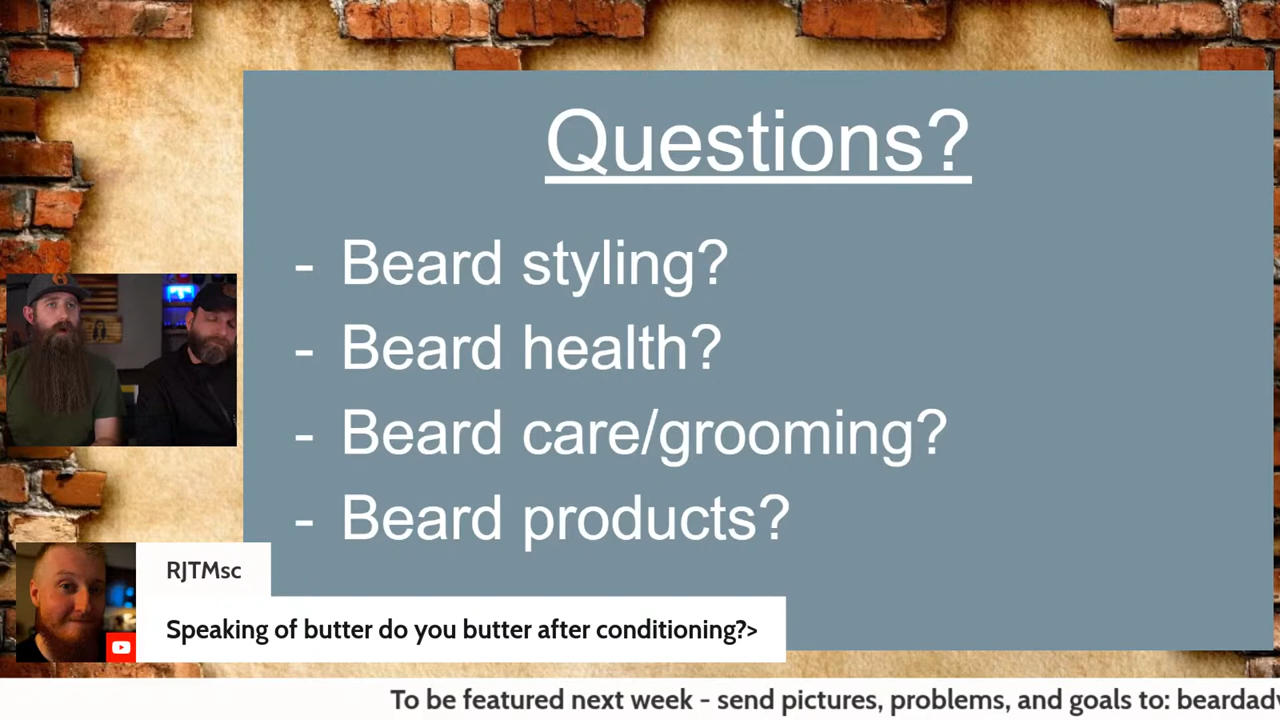 Questions?
- Beard styling?
- Beard health?
- Beard care/grooming?
- Beard products?
RJTMsc
Speaking of butter do you butter after conditioning?>
To be featured next week - send pictures, problems, and goals to: beardadv